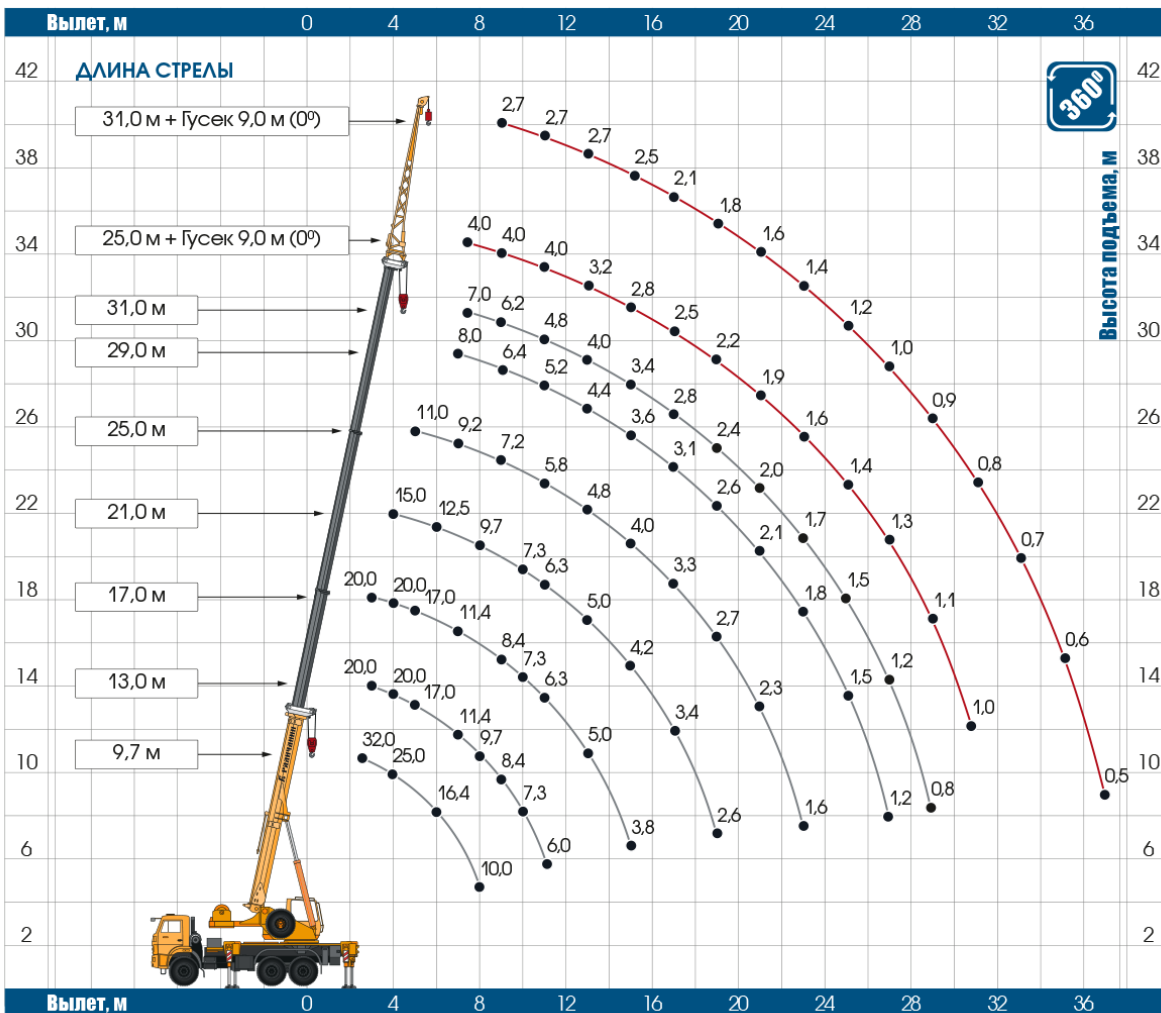 Вылет, м 0 4 8 12 16 20 24 28 32 36
42 ДЛИНА СТРЕЛЫ 360⁰ 42
31,0 м + Гусек 9,0 м (0⁰)
2,7 2,7 2,7 2,5 2,1 1,8 1,6 1,4 1,2 1,0 0,9 0,8 0,7 0,6 0,5
38 38
Высота подъема, м
25,0 м + Гусек 9,0 м (0⁰)
4,0 4,0 4,0 3,2 2,8 2,5 2,2 1,9 1,6 1,4 1,3 1,1 1,0
34 34
31,0 м
7,0 6,2 4,8 4,0 3,4 2,8 2,4 2,0 1,7 1,5 1,2 0,8
30 30
29,0 м
8,0 6,4 5,2 4,4 3,6 3,1 2,6 2,1 1,8 1,5 1,2
26 26
25,0 м
11,0 9,2 7,2 5,8 4,8 4,0 3,3 2,7 2,3 1,6
22 22
21,0 м
15,0 12,5 9,7 7,3 6,3 5,0 4,2 3,4 2,6
18 18
17,0 м
20,0 20,0 17,0 11,4 8,4 7,3 6,3 5,0 3,8
14 14
13,0 м
20,0 20,0 17,0 11,4 9,7 8,4 7,3 6,0
10 10
9,7 м
32,0 25,0 16,4 10,0
ГАЛИЧАНИН
6 6
2 2
Вылет, м 0 4 8 12 16 20 24 28 32 36